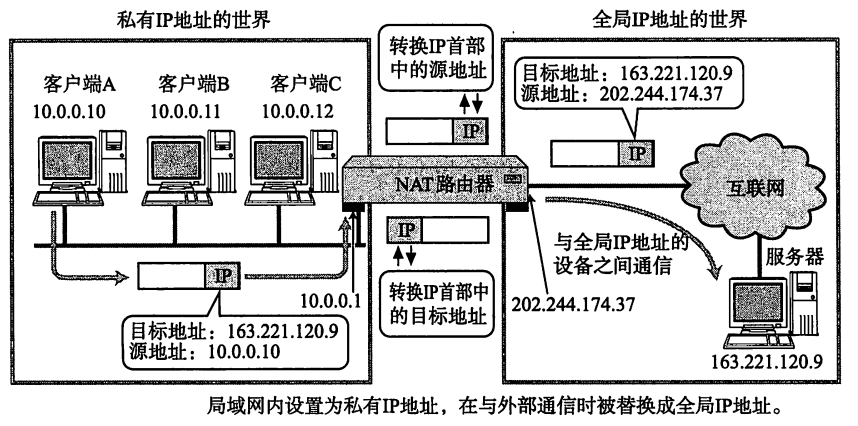 私有IP地址的世界
全局IP地址的世界
客户端A
10.0.0.10
客户端B
10.0.0.11
客户端C
10.0.0.12
转换IP首部
中的源地址
目标地址：163.221.120.9
源地址：202.244.174.37
IP
IP
NAT路由器
互联网
IP
IP
与全局IP地址的
设备之间通信
服务器
10.0.0.1
转换IP首部中
的目标地址
202.244.174.37
目标地址：163.221.120.9
源地址：10.0.0.10
163.221.120.9
局域网内设置为私有IP地址，在与外部通信时被替换成全局IP地址。